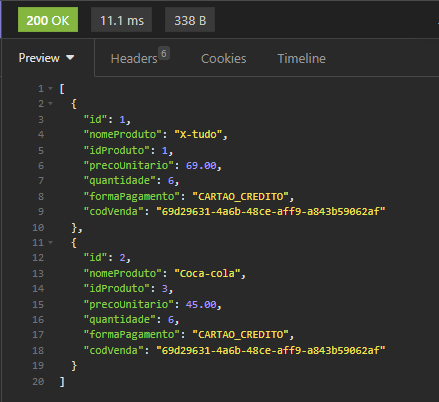 200 OK 11.1 ms 338 B
Preview Headers 6 Cookies Timeline
1 [
2 {
3 "id": 1,
4 "nomeProduto": "X-tudo",
5 "idProduto": 1,
6 "precoUnitario": 69.00,
7 "quantidade": 6,
8 "formaPagamento": "CARTAO_CREDITO",
9 "codVenda": "69d29631-4a6b-48ce-aff9-a843b59062af"
10 },
11 {
12 "id": 2,
13 "nomeProduto": "Coca-cola",
14 "idProduto": 3,
15 "precoUnitario": 45.00,
16 "quantidade": 6,
17 "formaPagamento": "CARTAO_CREDITO",
18 "codVenda": "69d29631-4a6b-48ce-aff9-a843b59062af"
19 }
20 ]